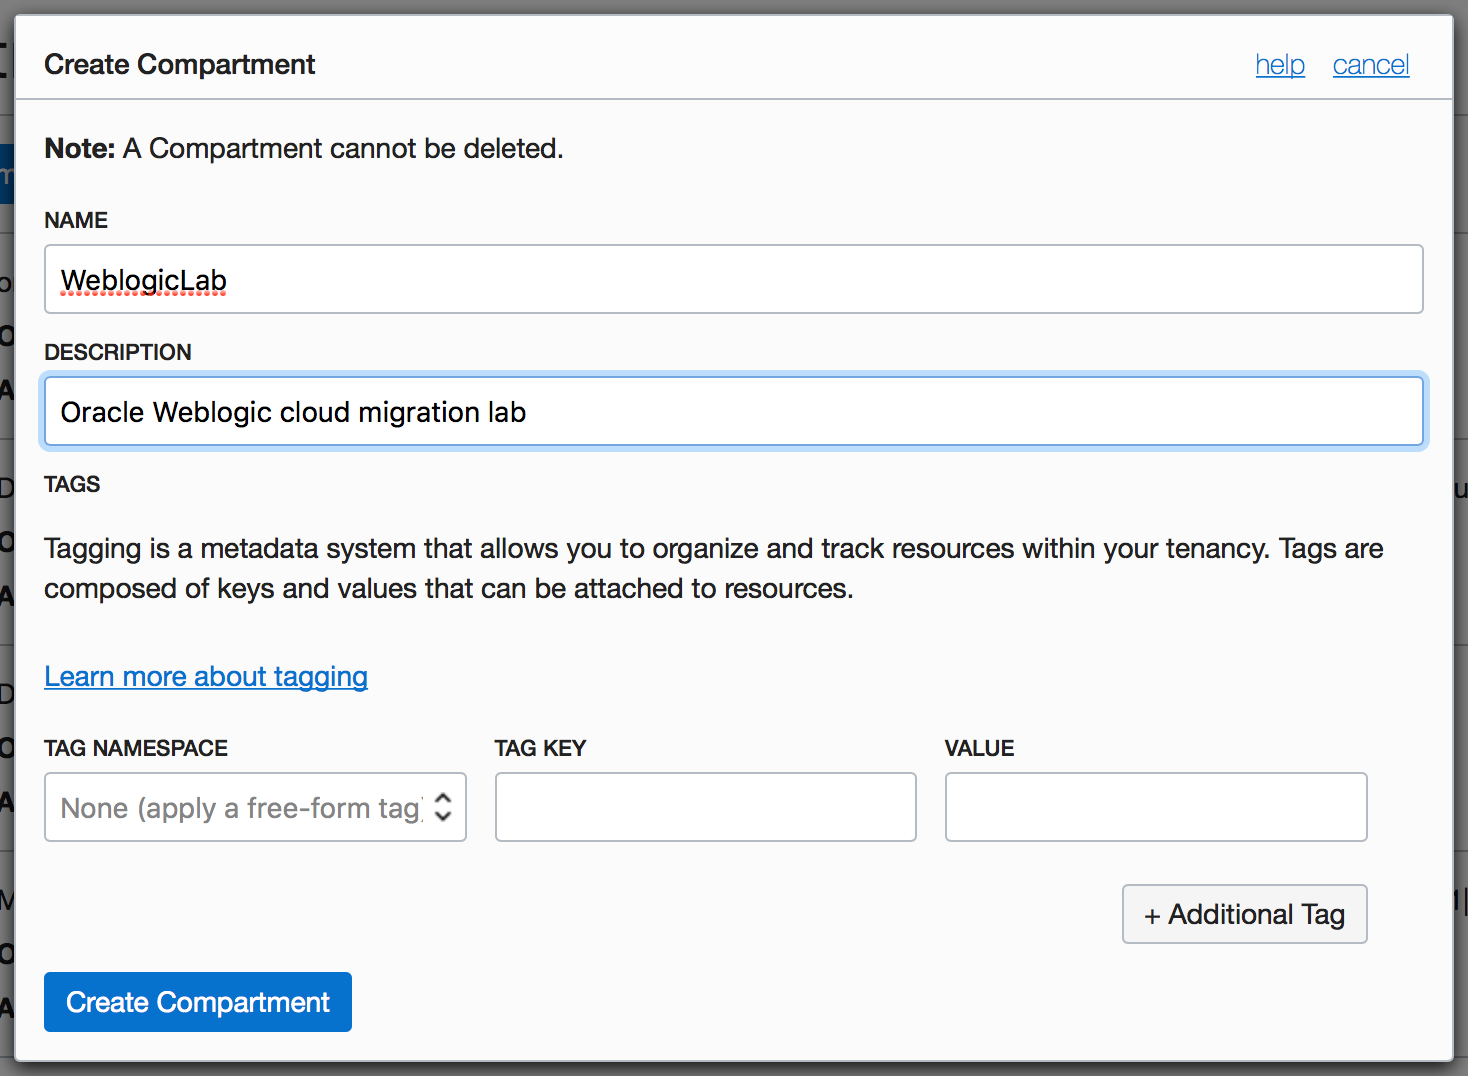 Create Compartment help cancel
Note: A Compartment cannot be deleted.
NAME
WeblogicLab
DESCRIPTION
Oracle Weblogic cloud migration lab
TAGS
Tagging is a metadata system that allows you to organize and track resources within your tenancy. Tags are
composed of keys and values that can be attached to resources.
Learn more about tagging
TAG NAMESPACE TAG KEY VALUE
None (apply a free-form tag)
+ Additional Tag
Create Compartment